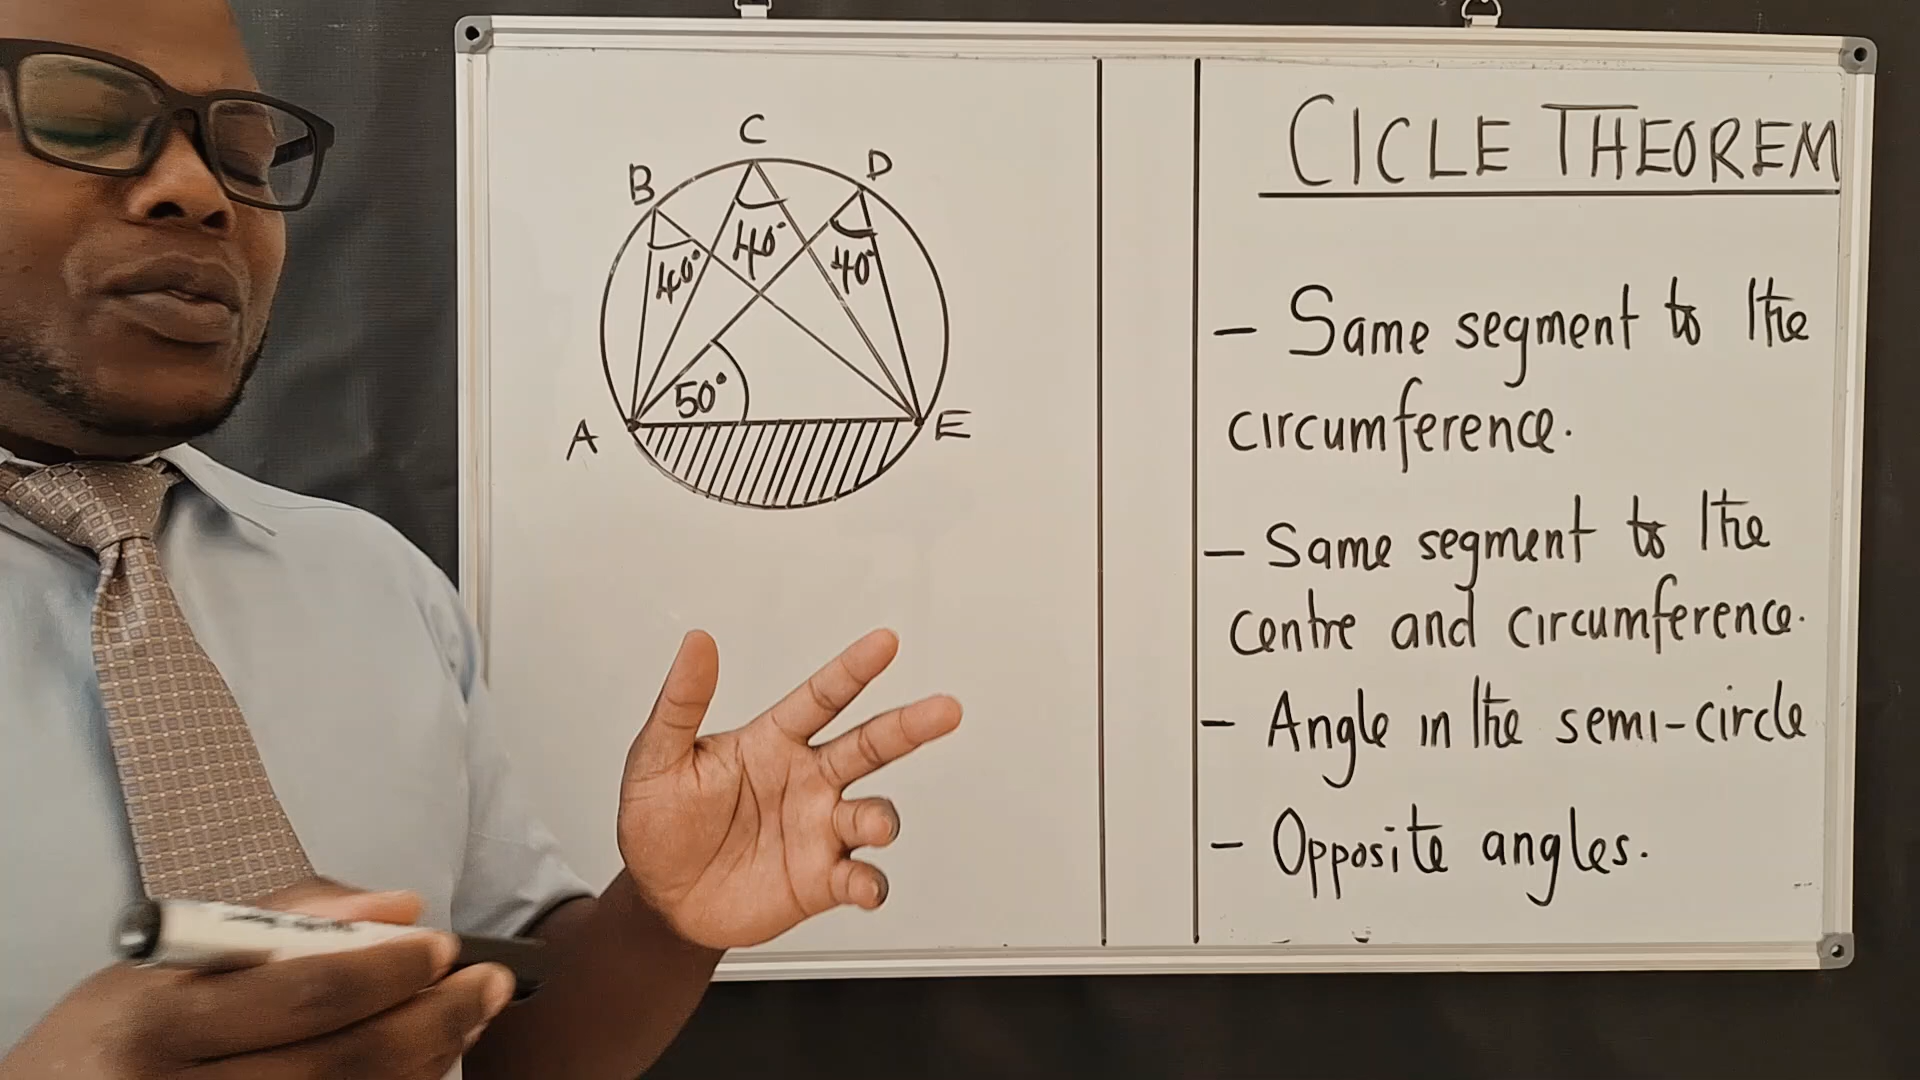 C
B
D
40°
40°
40°
50°
A
E
CICLE THEOREM
- Same segment to the
circumference.
- Same segment to the
centre and circumference.
- Angle in the semi-circle
- Opposite angles.